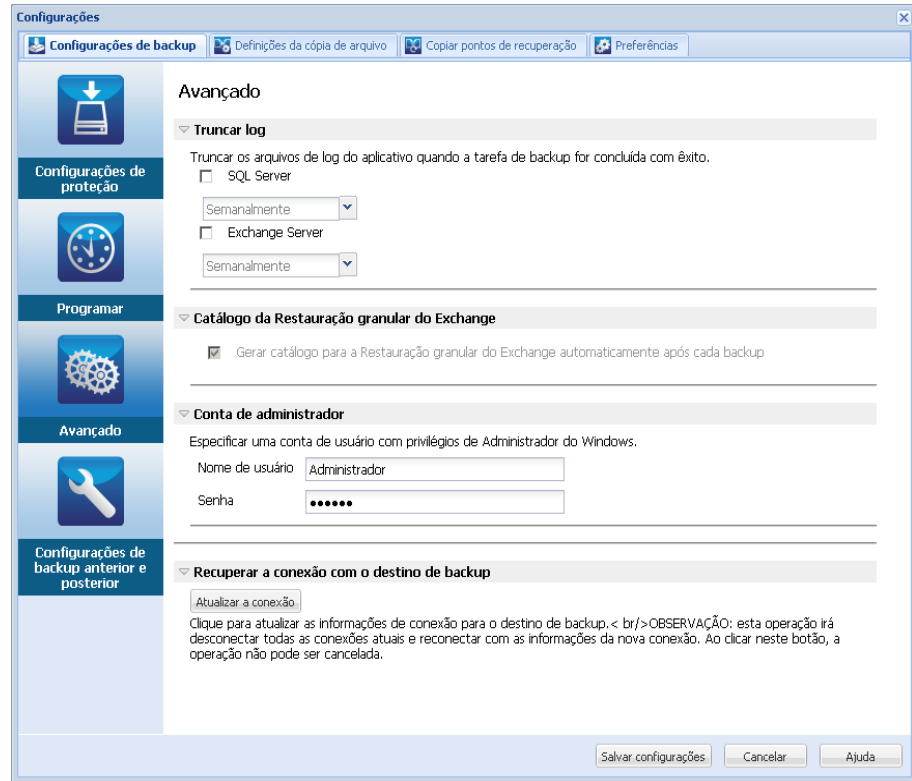 Configurações
Configurações de backup
Definições da cópia de arquivo
Copiar pontos de recuperação
Preferências
Configurações de
proteção
Programar
Avançado
Configurações de
backup anterior e
posterior
Avançado
Truncar log
Truncar os arquivos de log do aplicativo quando a tarefa de backup for concluída com êxito.
SQL Server
Semanalmente
Exchange Server
Semanalmente
Catálogo da Restauração granular do Exchange
Gerar catálogo para a Restauração granular do Exchange automaticamente após cada backup
Conta de administrador
Especificar uma conta de usuário com privilégios de Administrador do Windows.
Nome de usuário Administrador
Senha ••••••
Recuperar a conexão com o destino de backup
Atualizar a conexão
Clique para atualizar as informações de conexão para o destino de backup.< br/>OBSERVAÇÃO: esta operação irá
desconectar todas as conexões atuais e reconectar com as informações da nova conexão. Ao clicar neste botão, a
operação não pode ser cancelada.
Salvar configurações
Cancelar
Ajuda